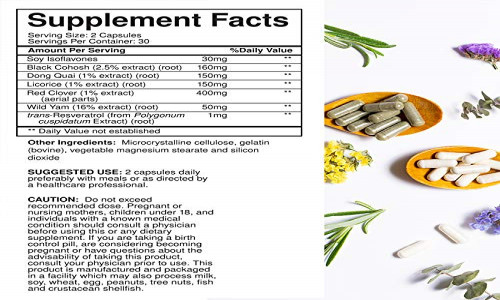 Supplement Facts
Serving Size: 2 Capsules
Servings Per Container: 30
Amount Per Serving %Daily Value
Soy Isoflavones 30mg **
Black Cohosh (2.5% extract) (root) 160mg **
Dong Quai (1% extract) (root) 150mg **
Licorice (1% extract) (root) 150mg **
Red Clover (1% extract) 400mg **
(aerial parts)
Wild Yam (16% extract) (root) 50mg **
trans-Resveratrol (from Polygonum 1mg **
cuspidatum Extract) (root)
** Daily Value not established
Other Ingredients: Microcrystalline cellulose, gelatin
(bovine), vegetable magnesium stearate and silicon
dioxide
SUGGESTED USE: 2 capsules daily
preferably with meals or as directed by
a healthcare professional.
CAUTION: Do not exceed
recommended dose. Pregnant or
nursing mothers, children under 18, and
individuals with a known medical
condition should consult a physician
before using this or any dietary
supplement. If you are taking a birth
control pill, are considering becoming
pregnant or have questions about the
advisability of taking this product,
consult your physician prior to use. This
product is manufactured and packaged
in a facility which may also process milk,
soy, wheat, egg, peanuts, tree nuts, fish
and crustacean shellfish.